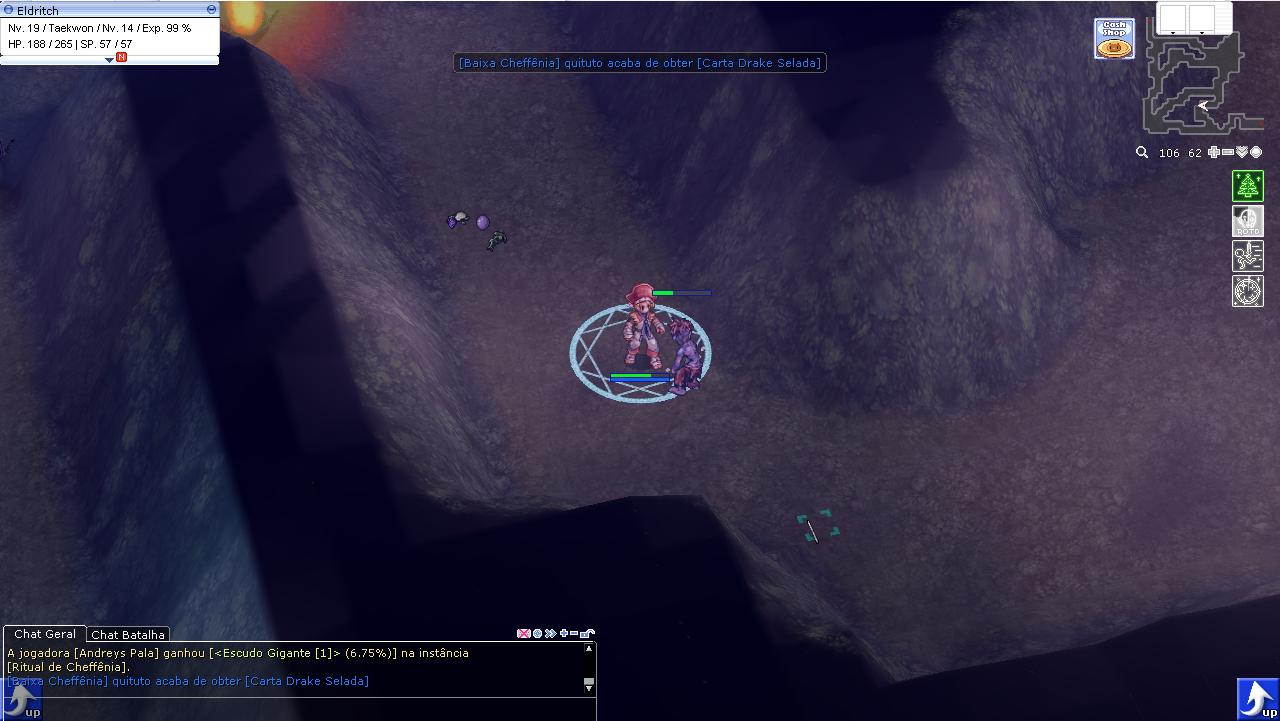 Eldritch
Nv. 19 / Taekwon / Nv. 14 / Exp. 99 %
HP. 188 / 265 | SP. 57 / 57
N
[Baixa Cheffênia] quituto acaba de obter [Carta Drake Selada]
Cash Shop
106 62
ROTD
Chat Geral
Chat Batalha
A jogadora [Andreys Pala] ganhou [<Escudo Gigante [1]> (6.75%)] na instância
[Ritual de Cheffênia].
[Baixa Cheffênia] quituto acaba de obter [Carta Drake Selada]
up
up